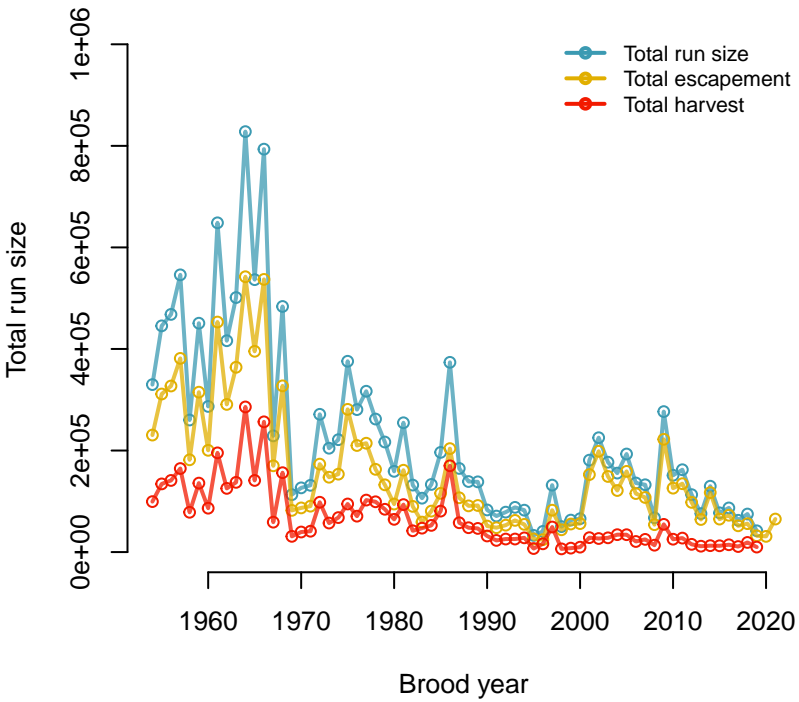 Total run size
Total escapement
Total harvest
Total run size
1e+06
8e+05
6e+05
4e+05
2e+05
0e+00
1960 1970 1980 1990 2000 2010 2020
Brood year